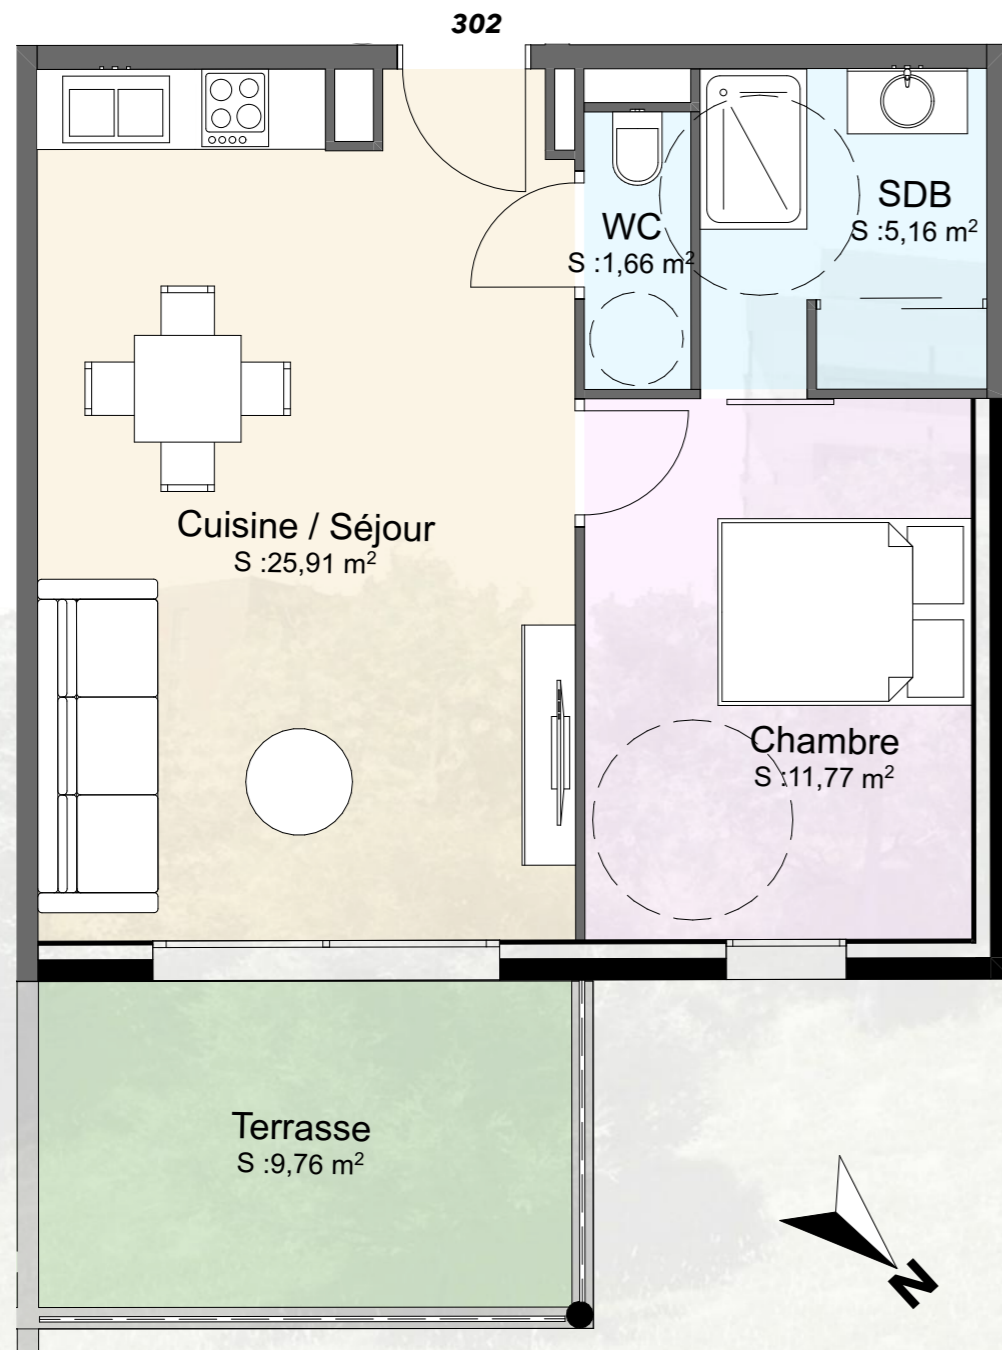 302
SDB
S :5,16 m²
WC
S :1,66 m²
Cuisine / Séjour
S :25,91 m²
Chambre
S :11,77 m²
Terrasse
S :9,76 m²
N